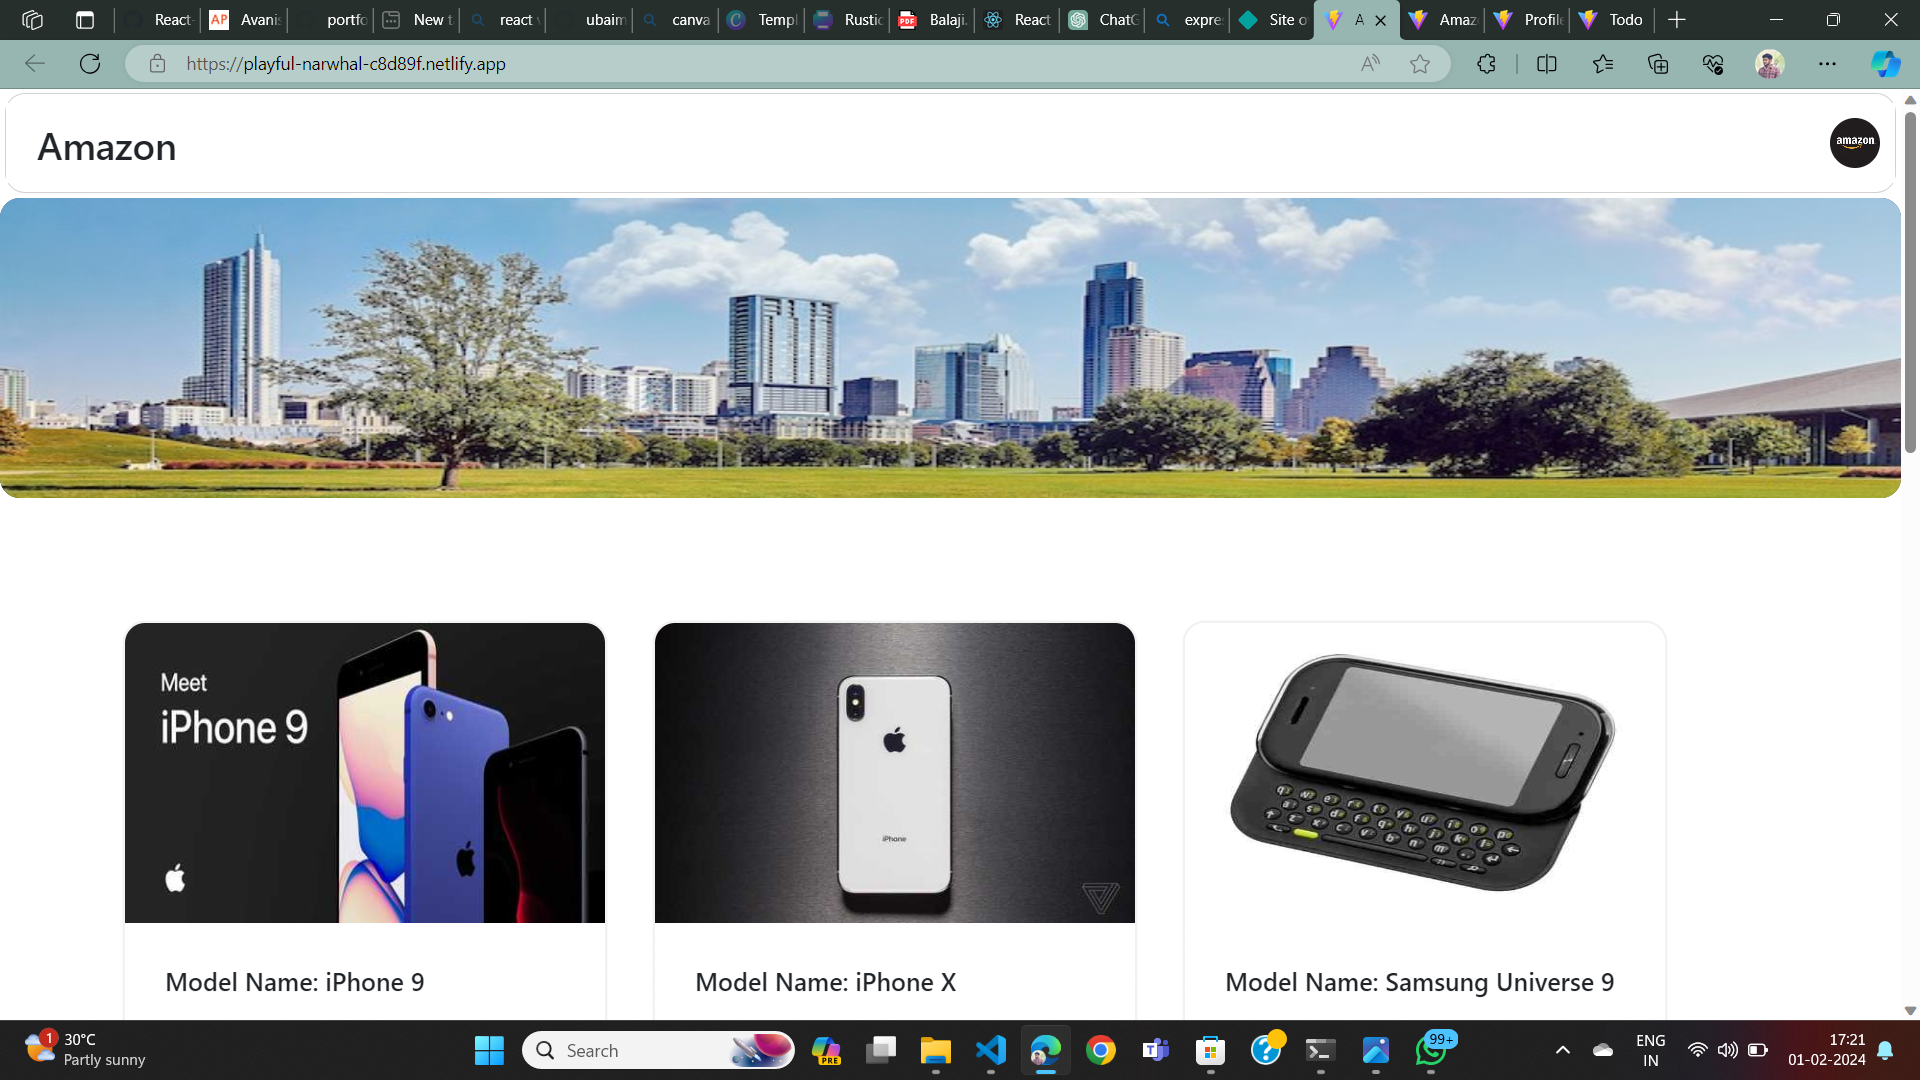 React-
Avanis
portfo
New t
react v
ubaim
canva
Templ
Rustic
Balaji.
React
ChatG
expre
Site o
A
Amaz
Profile
Todo
https://playful-narwhal-c8d89f.netlify.app
Amazon
amazon
Meet
iPhone 9
iPhone
Model Name: iPhone 9
Model Name: iPhone X
Model Name: Samsung Universe 9
1
30°C
Partly sunny
Search
PRE
99+
ENG
IN
17:21
01-02-2024